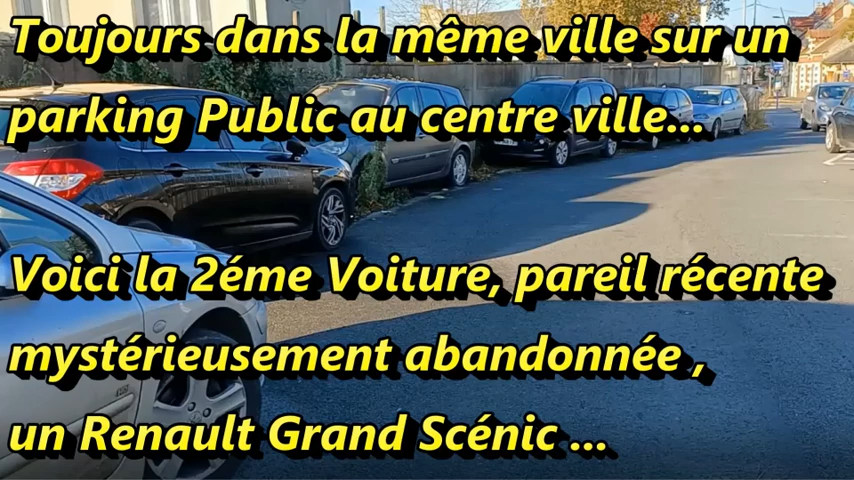 Toujours dans la même ville sur un
parking Public au centre ville...
Voici la 2éme Voiture, pareil récente
mystérieusement abandonnée ,
un Renault Grand Scénic ...